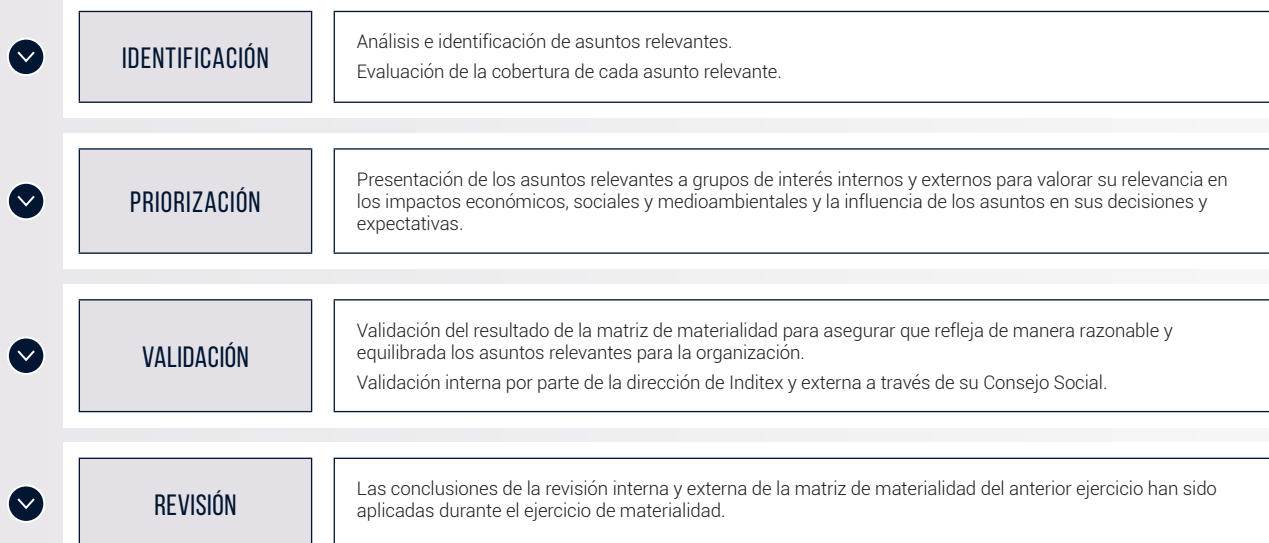 IDENTIFICACIÓN
Análisis e identificación de asuntos relevantes.
Evaluación de la cobertura de cada asunto relevante.
PRIORIZACIÓN
Presentación de los asuntos relevantes a grupos de interés internos y externos para valorar su relevancia en
los impactos económicos, sociales y medioambientales y la influencia de los asuntos en sus decisiones y
expectativas.
VALIDACIÓN
Validación del resultado de la matriz de materialidad para asegurar que refleja de manera razonable y
equilibrada los asuntos relevantes para la organización.
Validación interna por parte de la dirección de Inditex y externa a través de su Consejo Social.
REVISIÓN
Las conclusiones de la revisión interna y externa de la matriz de materialidad del anterior ejercicio han sido
aplicadas durante el ejercicio de materialidad.